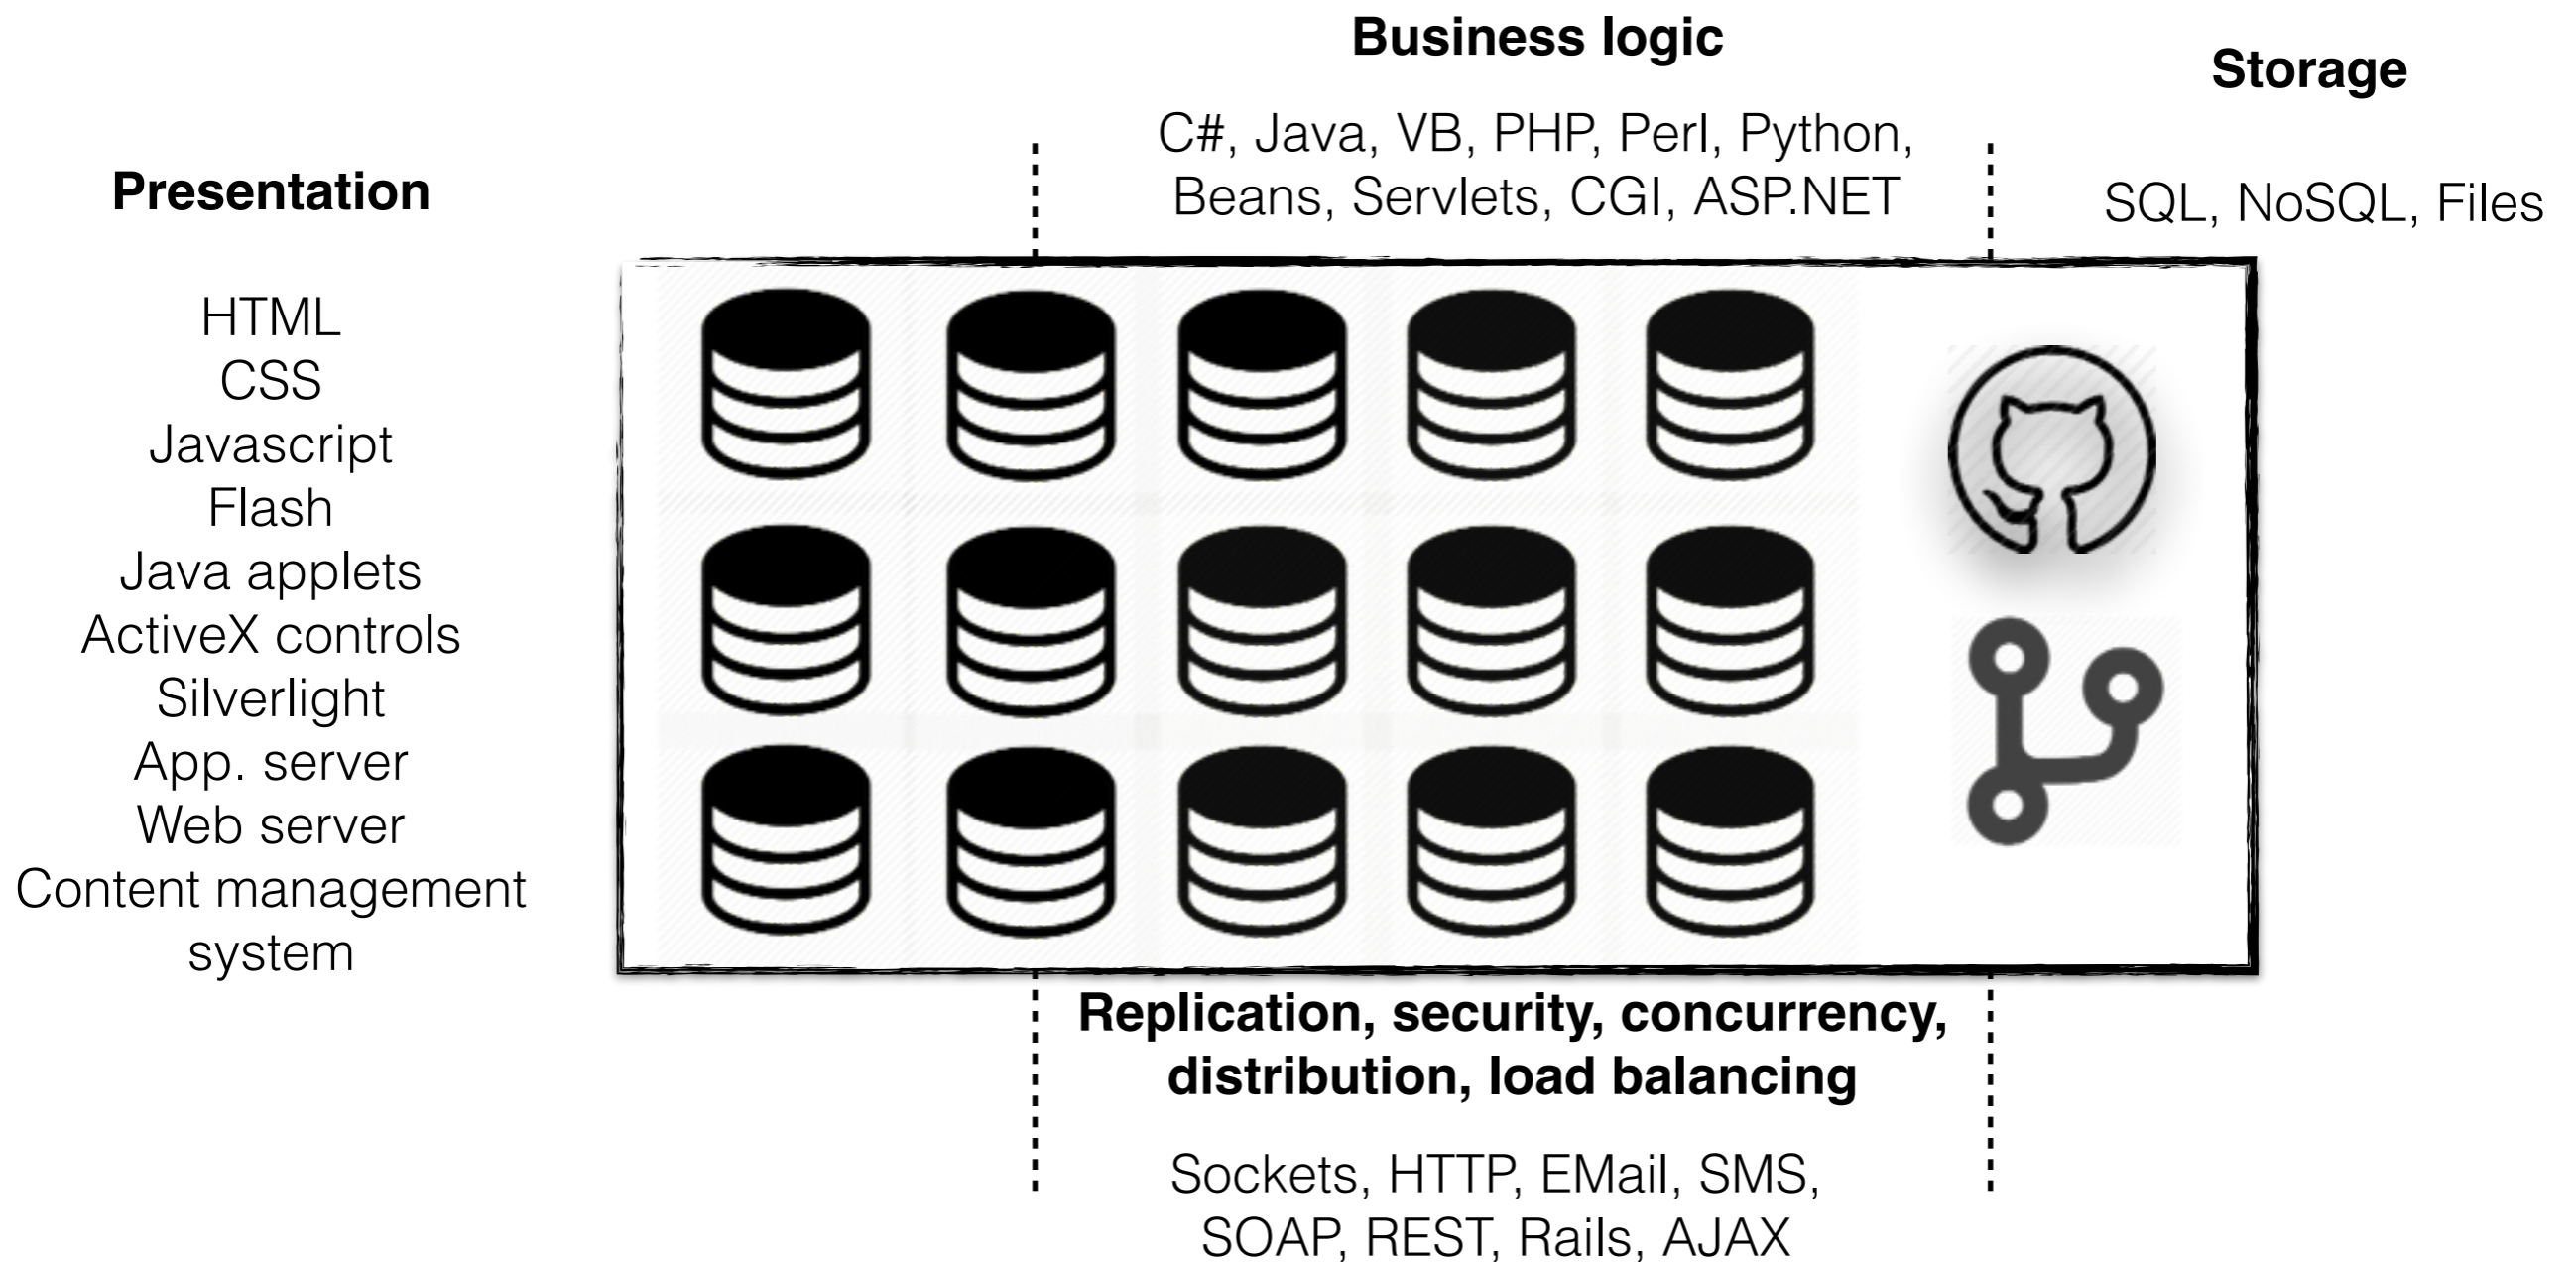 Presentation
HTML
CSS
Javascript
Flash
Java applets
ActiveX controls
Silverlight
App. server
Web server
Content management
system
Business logic
C#, Java, VB, PHP, Perl, Python,
Beans, Servlets, CGI, ASP.NET
Storage
SQL, NoSQL, Files
Replication, security, concurrency,
distribution, load balancing
Sockets, HTTP, EMail, SMS,
SOAP, REST, Rails, AJAX